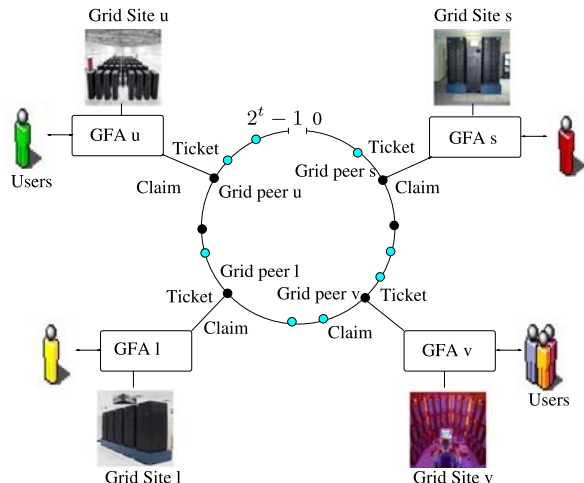 Grid Site u
Grid Site s
GFA u
2^t − 1 0
GFA s
Ticket
Ticket
Users
Claim
Grid peer u
Grid peer s
Claim
Grid peer l
Grid peer v
Ticket
Ticket
Claim
Claim
GFA l
GFA v
Users
Grid Site l
Grid Site v